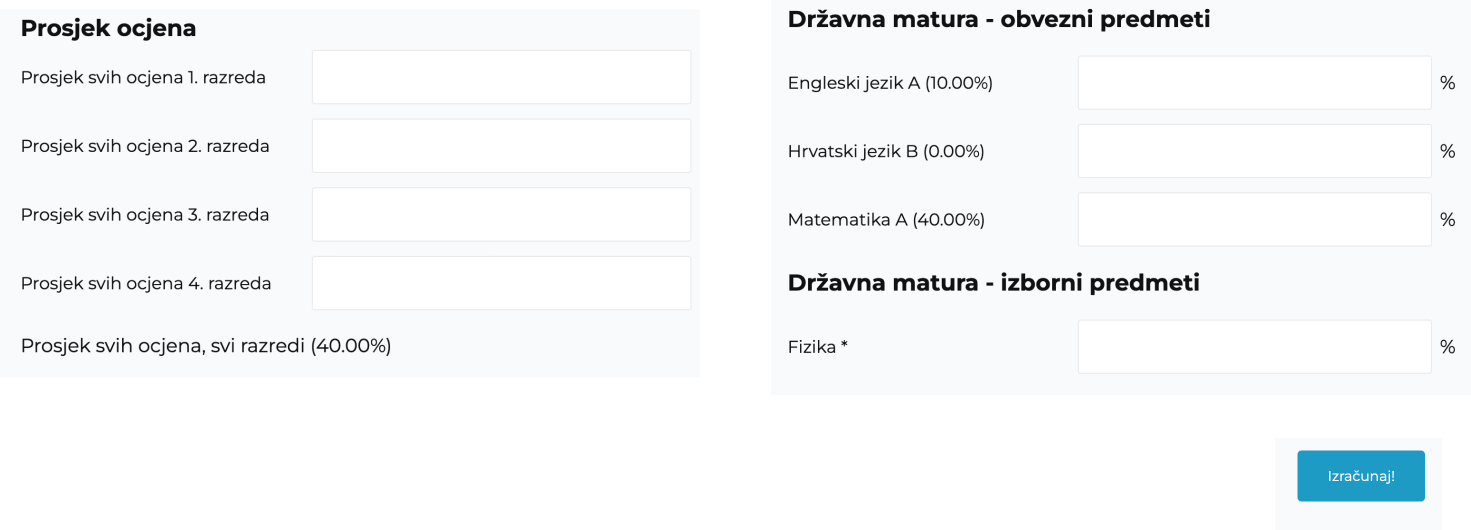 Prosjek ocjena
Prosjek svih ocjena 1. razreda
Prosjek svih ocjena 2. razreda
Prosjek svih ocjena 3. razreda
Prosjek svih ocjena 4. razreda
Prosjek svih ocjena, svi razredi (40.00%)
Državna matura - obvezni predmeti
Engleski jezik A (10.00%) %
Hrvatski jezik B (0.00%) %
Matematika A (40.00%) %
Državna matura - izborni predmeti
Fizika * %
Izračunaj!